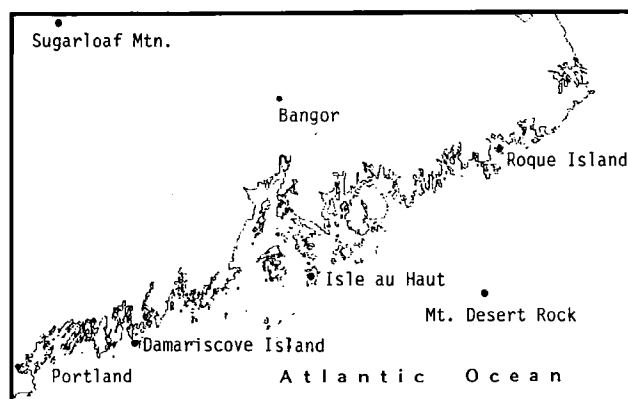 Sugarloaf Mtn.
Bangor
Roque Island
Isle au Haut
Mt. Desert Rock
Damariscove Island
Portland
Atlantic Ocean